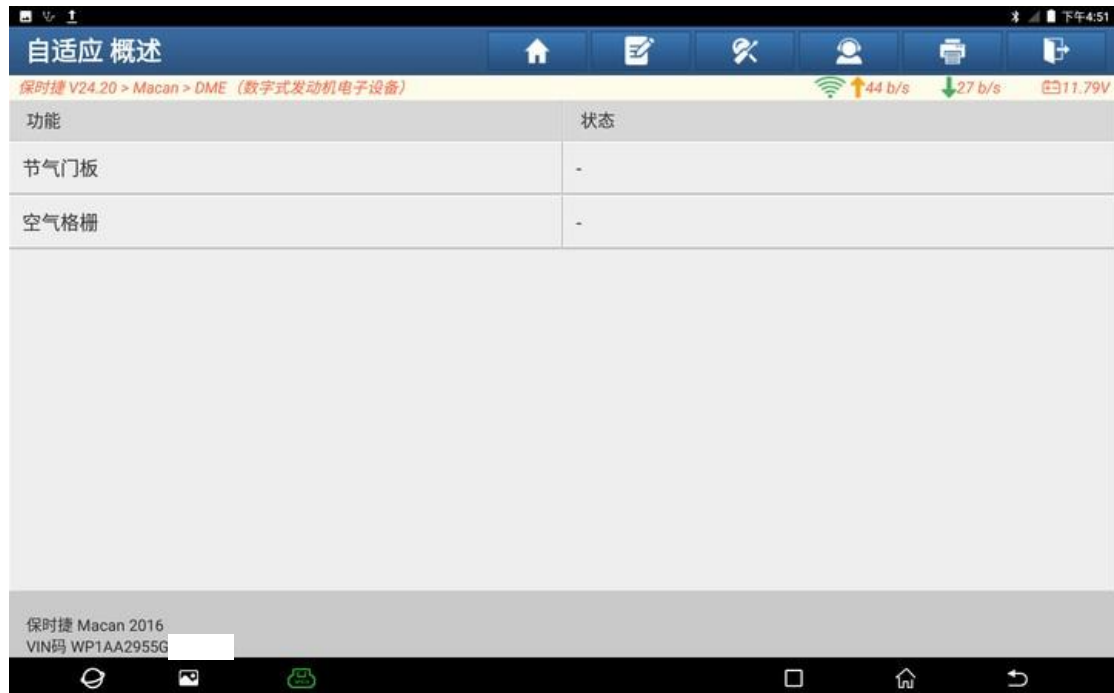 下午4:51
自适应 概述
保时捷 V24.20 > Macan > DME（数字式发动机电子设备） 44 b/s 27 b/s 11.79V
功能 状态
节气门板 -
空气格栅 -
保时捷 Macan 2016
VIN码 WP1AA2955G